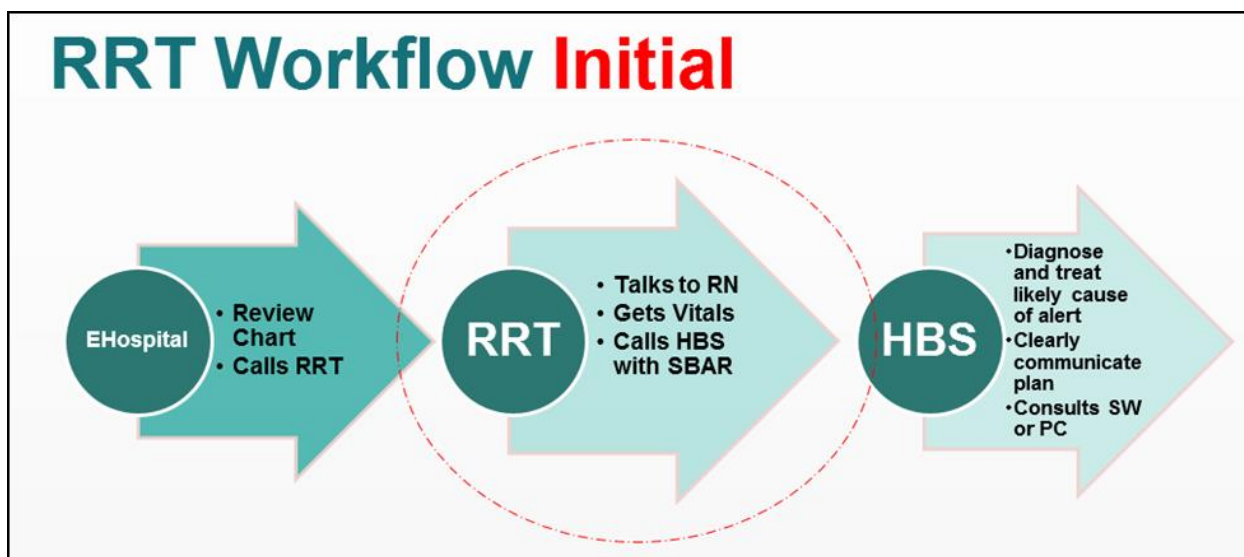 RRT Workflow Initial
EHospital
• Review
Chart
• Calls RRT
RRT
• Talks to RN
• Gets Vitals
• Calls HBS
with SBAR
HBS
•Diagnose
and treat
likely cause
of alert
•Clearly
communicate
plan
•Consults SW
or PC